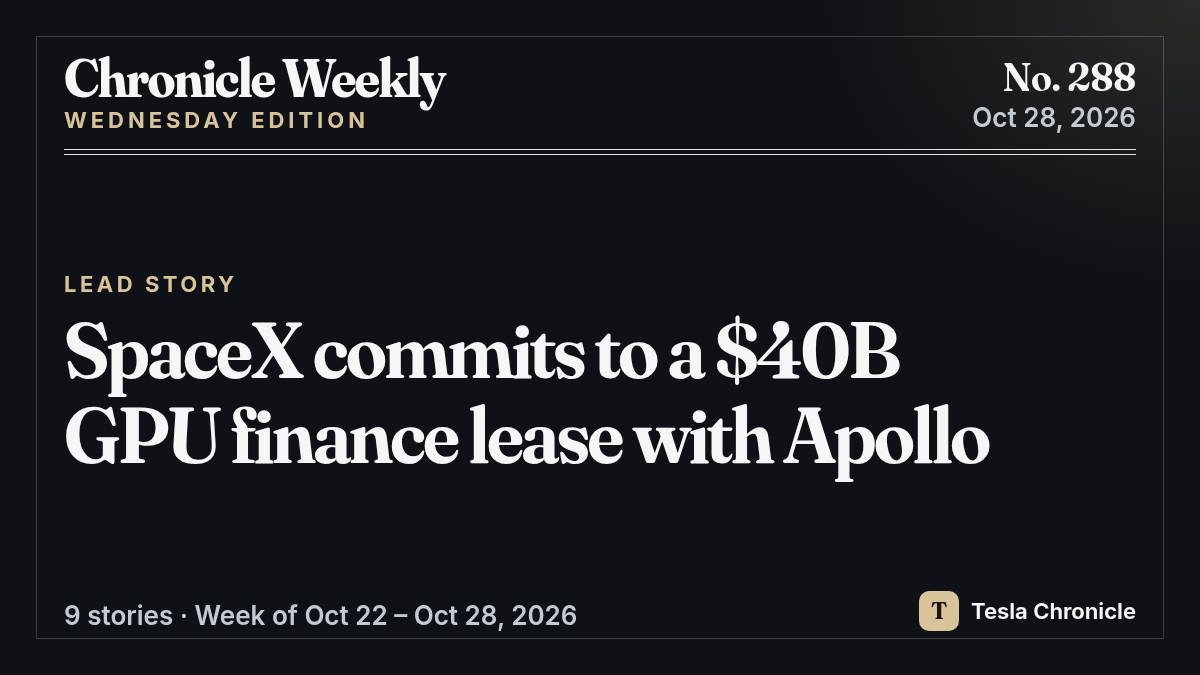 Chronicle Weekly
WEDNESDAY EDITION
No. 288
Oct 28, 2026
LEAD STORY
SpaceX commits to a $40B
GPU finance lease with Apollo
9 stories · Week of Oct 22 – Oct 28, 2026
T Tesla Chronicle